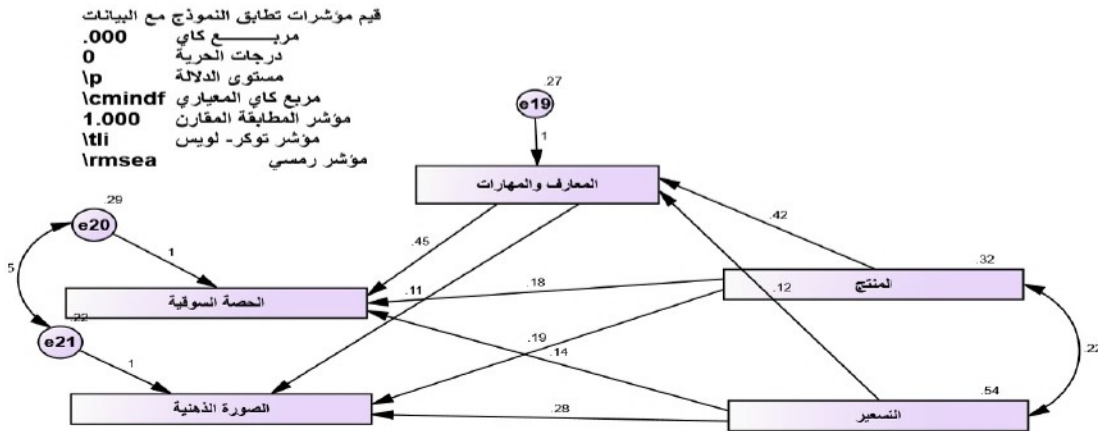 قيم مؤشرات تطابق النموذج مع البيانات
مربـــــــــع كاي .000
درجات الحرية 0
مستوى الدلالة \p
مربع كاي المعياري \cmindf
مؤشر المطابقة المقارن 1.000
مؤشر توكر- لويس \tli
مؤشر رمسي \rmsea
.27
e19
1
المعارف والمهارات
.29
e20
1
.45
.42
.32
المنتج
5
الحصة السوقية
.11
.18
.12
.22
e21
1
.19
.14
.22
الصورة الذهنية
.28
.54
التسعير